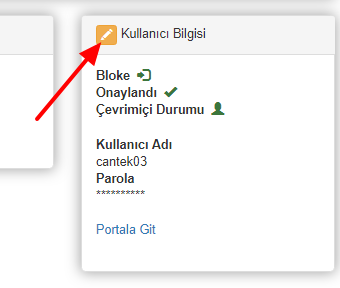 Kullanıcı Bilgisi
Bloke
Onaylandı
Çevrimiçi Durumu
Kullanıcı Adı
cantek03
Parola
**********
Portala Git